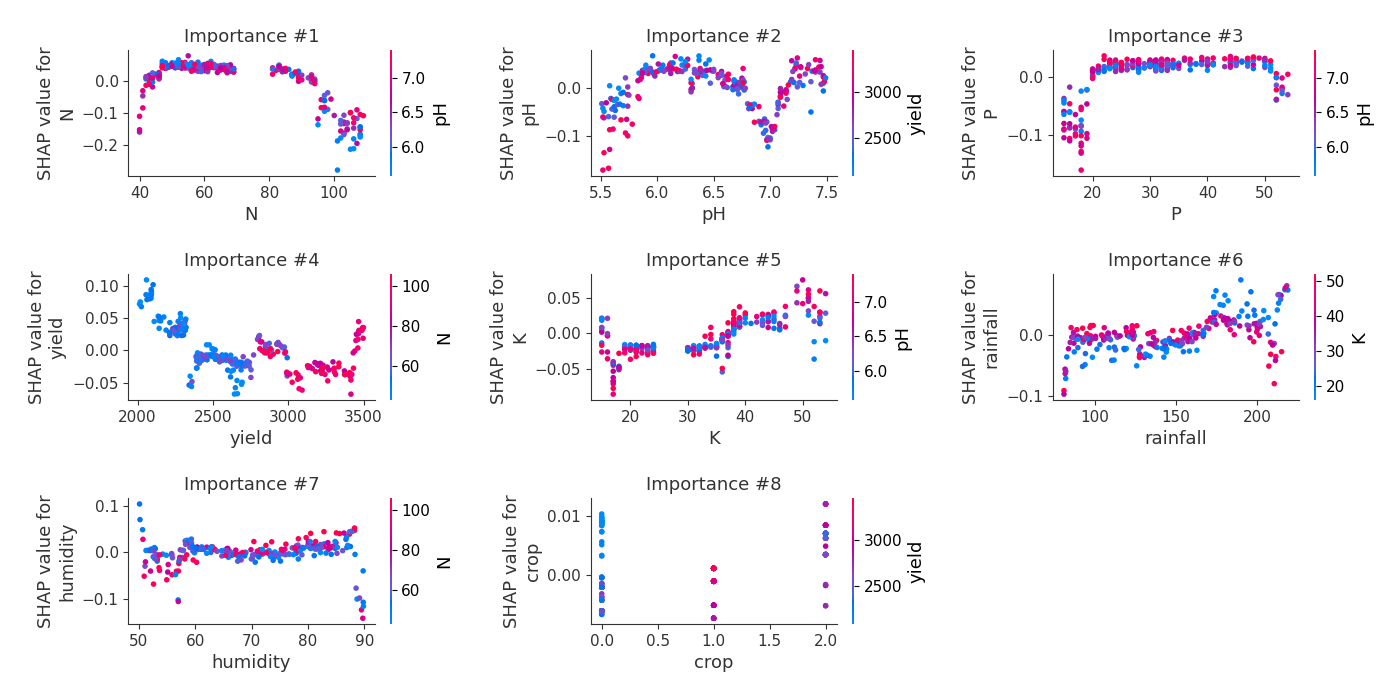 Importance #1
SHAP value for
N
0.0
−0.1
−0.2
40
60
80
100
N
7.0
6.5
6.0
pH
Importance #2
SHAP value for
pH
0.0
−0.1
5.5
6.0
6.5
7.0
7.5
pH
3000
2500
yield
Importance #3
SHAP value for
P
0.0
−0.1
20
30
40
50
P
7.0
6.5
6.0
pH
Importance #4
SHAP value for
yield
0.10
0.05
0.00
−0.05
2000
2500
3000
3500
yield
100
80
60
N
Importance #5
SHAP value for
K
0.05
0.00
−0.05
20
30
40
50
K
7.0
6.5
6.0
pH
Importance #6
SHAP value for
rainfall
0.0
−0.1
100
150
200
rainfall
50
40
30
20
K
Importance #7
SHAP value for
humidity
0.1
0.0
−0.1
50
60
70
80
90
humidity
100
80
60
N
Importance #8
SHAP value for
crop
0.01
0.00
0.0
0.5
1.0
1.5
2.0
crop
3000
2500
yield